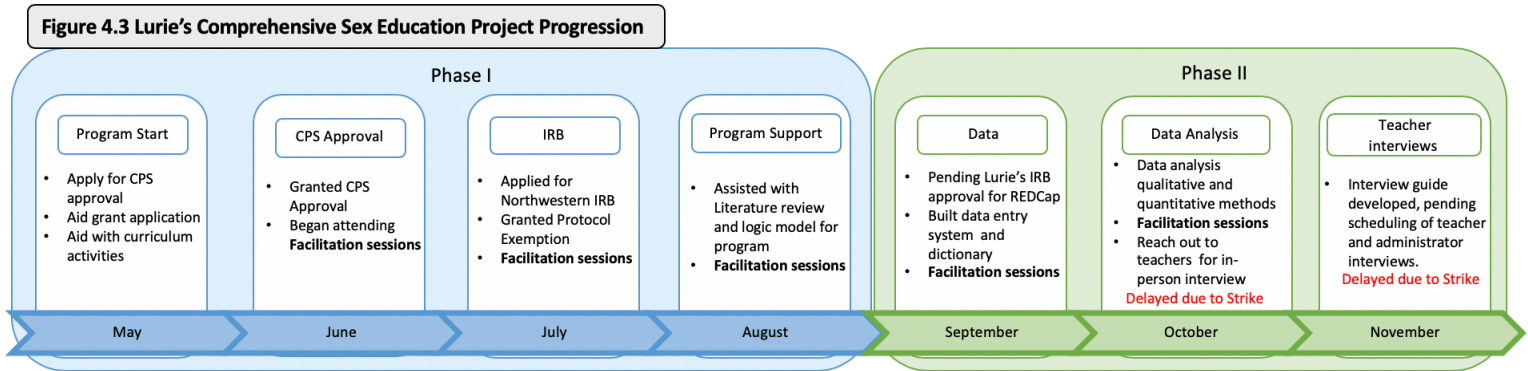 Figure 4.3 Lurie's Comprehensive Sex Education Project Progression
Phase I
Program Start
• Apply for CPS
approval
• Aid grant application
• Aid with curriculum
activities
May
CPS Approval
• Granted CPS
Approval
• Began attending
Facilitation sessions
June
IRB
• Applied for
Northwestern IRB
• Granted Protocol
Exemption
• Facilitation sessions
July
Program Support
• Assisted with
Literature review
and logic model for
program
• Facilitation sessions
August
Phase II
Data
• Pending Lurie's IRB
approval for REDCap
• Built data entry
system and
dictionary
• Facilitation sessions
September
Data Analysis
• Data analysis
qualitative and
quantitative methods
• Facilitation sessions
• Reach out to
teachers for in-
person interview
Delayed due to Strike
October
Teacher
interviews
• Interview guide
developed, pending
scheduling of teacher
and administrator
interviews.
Delayed due to Strike
November